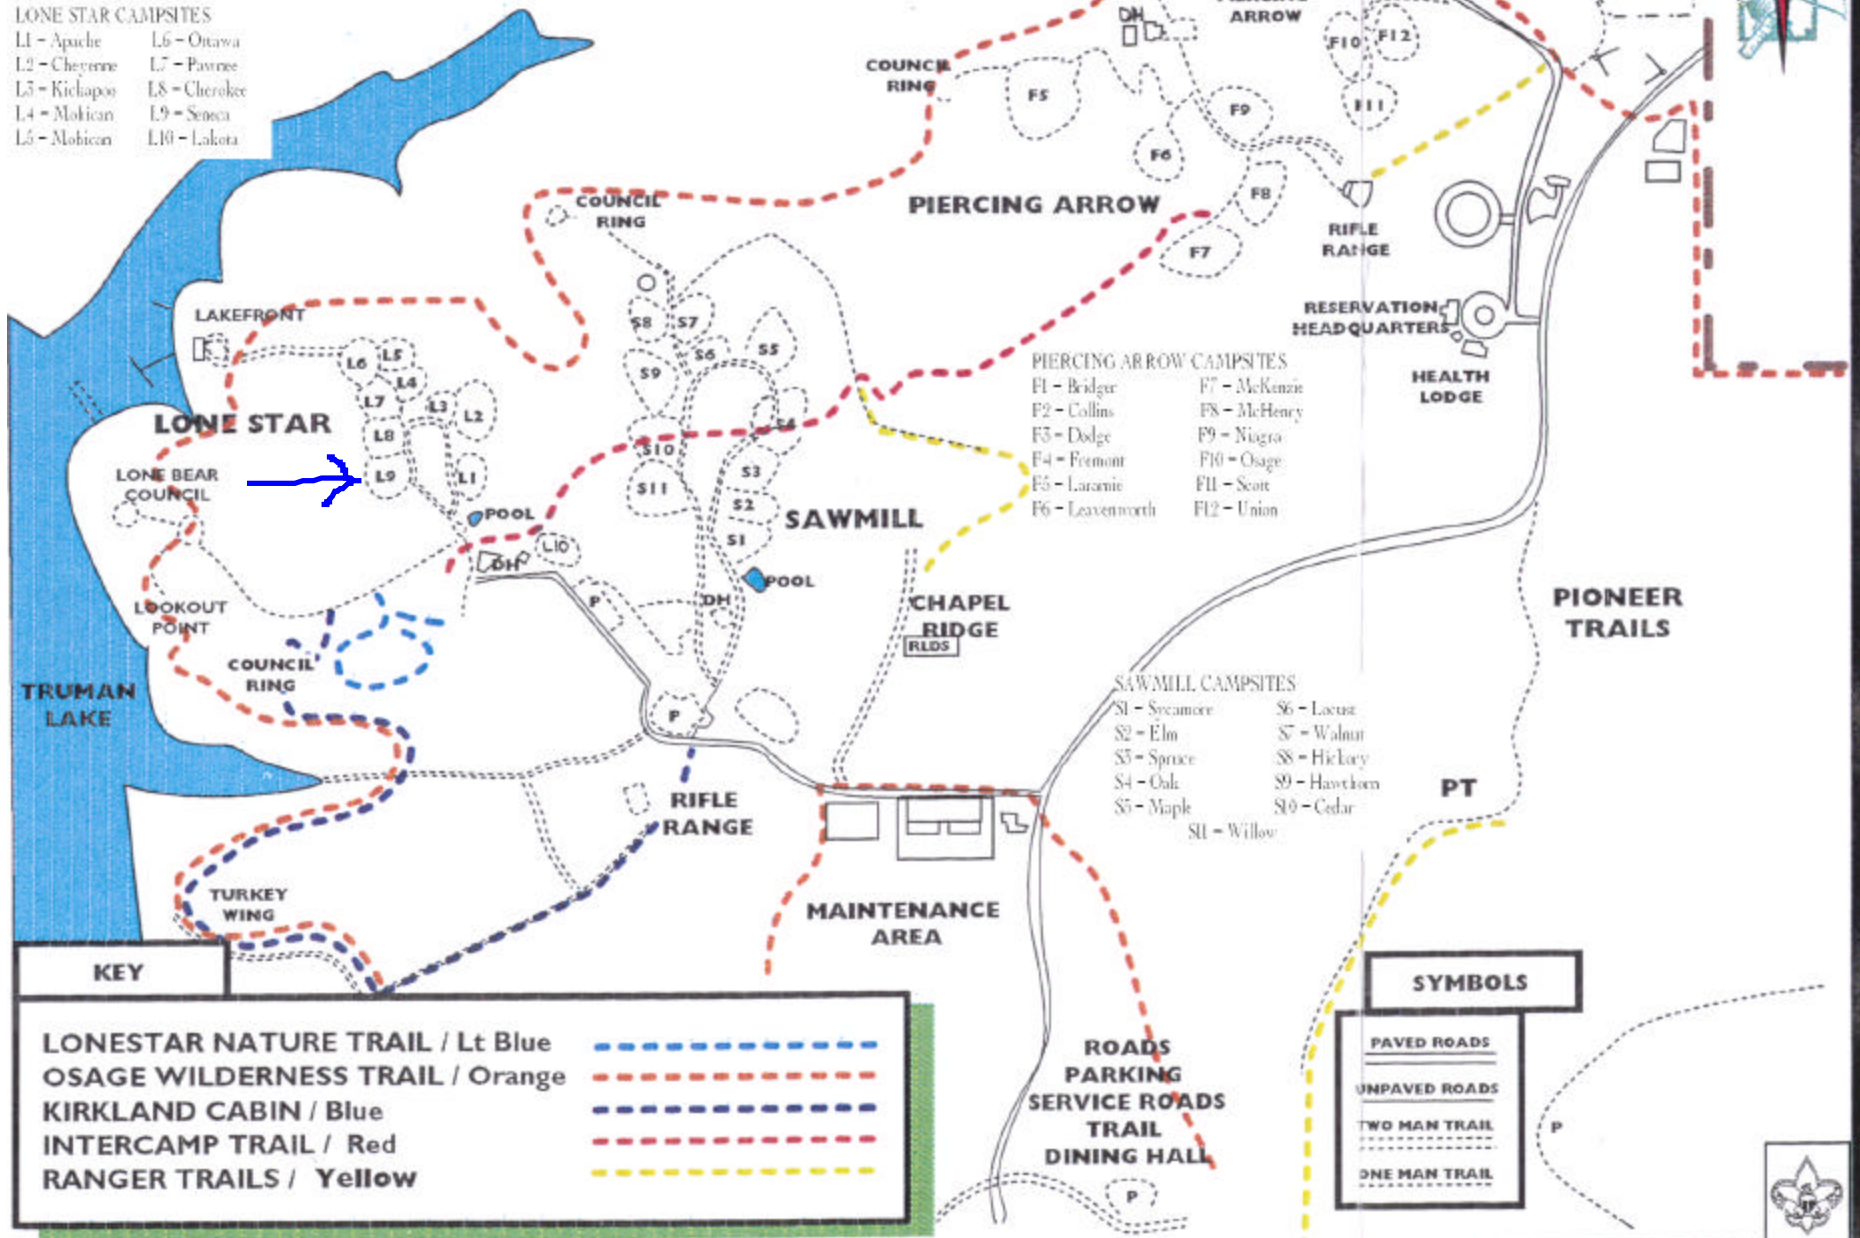 LONE STAR CAMPSITES
L1 - Apache L6 - Ottawa
L2 - Cheyenne L7 - Pawnee
L3 - Kickapoo L8 - Cherokee
L4 - Mohican L9 - Seneca
L5 - Mohican L10 - Lakota
DH
ARROW
F10
F12
COUNCIL
RING
F5
F9
F11
F6
F8
PIERCING ARROW
F7
RIFLE
RANGE
COUNCIL
RING
RESERVATION
HEADQUARTERS
HEALTH
LODGE
LAKEFRONT
S8
S7
S6
S5
S9
S4
S10
S3
S11
S2
S1
L6
L5
L4
L7
L3
L2
L8
L9
L1
LONE STAR
LONE BEAR
COUNCIL
POOL
DH
L10
SAWMILL
POOL
PIERCING ARROW CAMPSITES
F1 - Bridger F7 - McKenzie
F2 - Collins F8 - McHenry
F3 - Dodge F9 - Niagra
F4 - Fremont F10 - Osage
F5 - Laramie F11 - Scott
F6 - Leavenworth F12 - Union
P
DH
CHAPEL
RIDGE
RLDS
PIONEER
TRAILS
LOOKOUT
POINT
COUNCIL
RING
TRUMAN
LAKE
P
SAWMILL CAMPSITES
S1 - Sycamore S6 - Locust
S2 - Elm S7 - Walnut
S3 - Spruce S8 - Hickory
S4 - Oak S9 - Hawthorn
S5 - Maple S10 - Cedar
S11 - Willow
PT
RIFLE
RANGE
TURKEY
WING
MAINTENANCE
AREA
KEY
LONESTAR NATURE TRAIL / Lt Blue
OSAGE WILDERNESS TRAIL / Orange
KIRKLAND CABIN / Blue
INTERCAMP TRAIL / Red
RANGER TRAILS / Yellow
ROADS
PARKING
SERVICE ROADS
TRAIL
DINING HALL
P
SYMBOLS
PAVED ROADS
UNPAVED ROADS
TWO MAN TRAIL
ONE MAN TRAIL
P